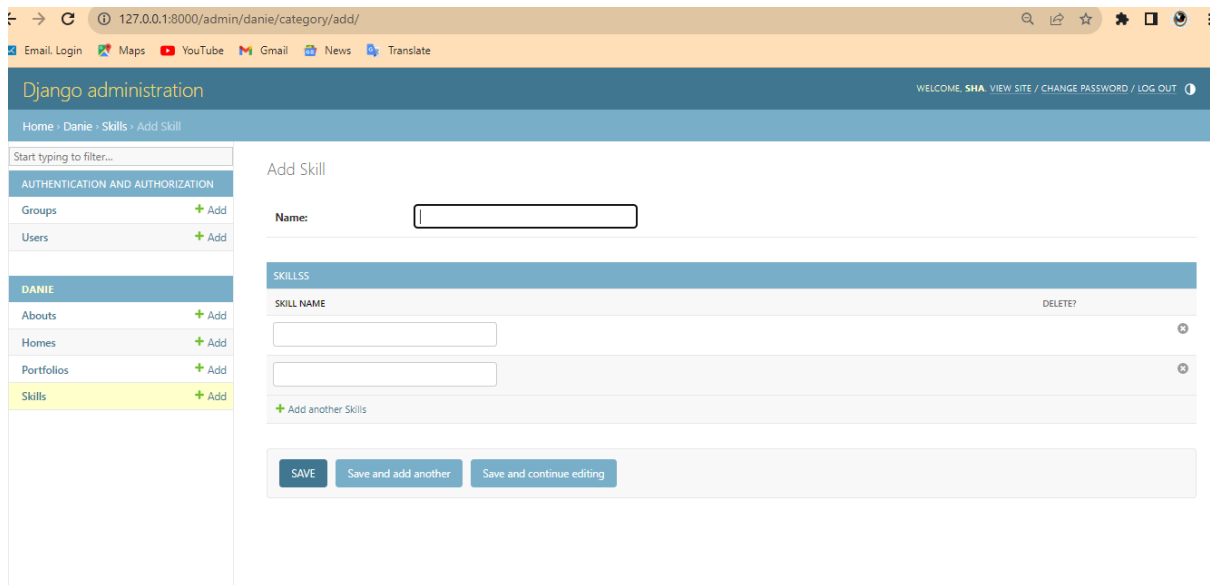 127.0.0.1:8000/admin/danie/category/add/
Email. Login Maps YouTube Gmail News Translate
Django administration
WELCOME, SHA. VIEW SITE / CHANGE PASSWORD / LOG OUT
Home › Danie › Skills › Add Skill
Start typing to filter...
AUTHENTICATION AND AUTHORIZATION
Groups + Add
Users + Add
DANIE
Abouts + Add
Homes + Add
Portfolios + Add
Skills + Add
Add Skill
Name:
SKILLSS
SKILL NAME DELETE?
+ Add another Skills
SAVE Save and add another Save and continue editing